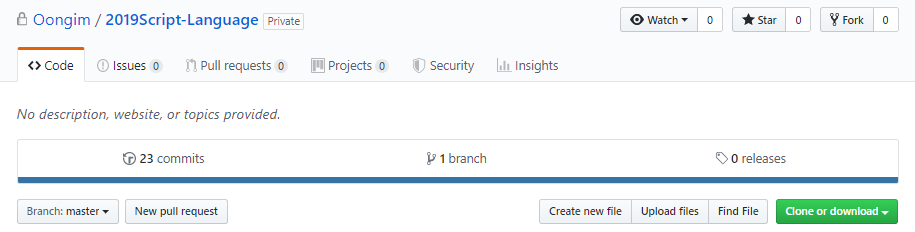 Oongim / 2019Script-Language Private Watch 0 Star 0 Fork 0
Code Issues 0 Pull requests 0 Projects 0 Security Insights
No description, website, or topics provided.
23 commits 1 branch 0 releases
Branch: master New pull request Create new file Upload files Find File Clone or download